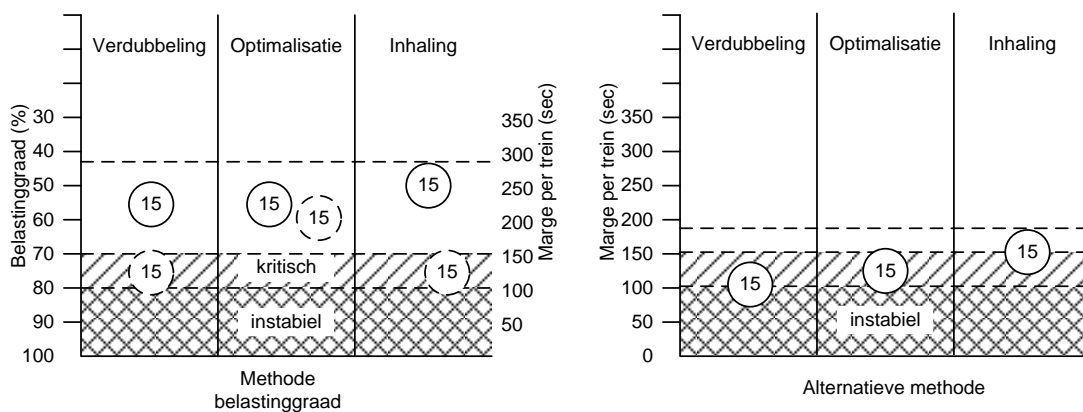 Verdubbeling Optimalisatie Inhaling
Belastinggraad (%)
30
40
50
60
70
80
90
100
15 15 15
15
15 15
kritisch
instabiel
350
300
250
200
150
100
50
Marge per trein (sec)
Methode
belastinggraad
Verdubbeling Optimalisatie Inhaling
Marge per trein (sec)
350
300
250
200
150
100
50
0
15 15 15
instabiel
Alternatieve methode